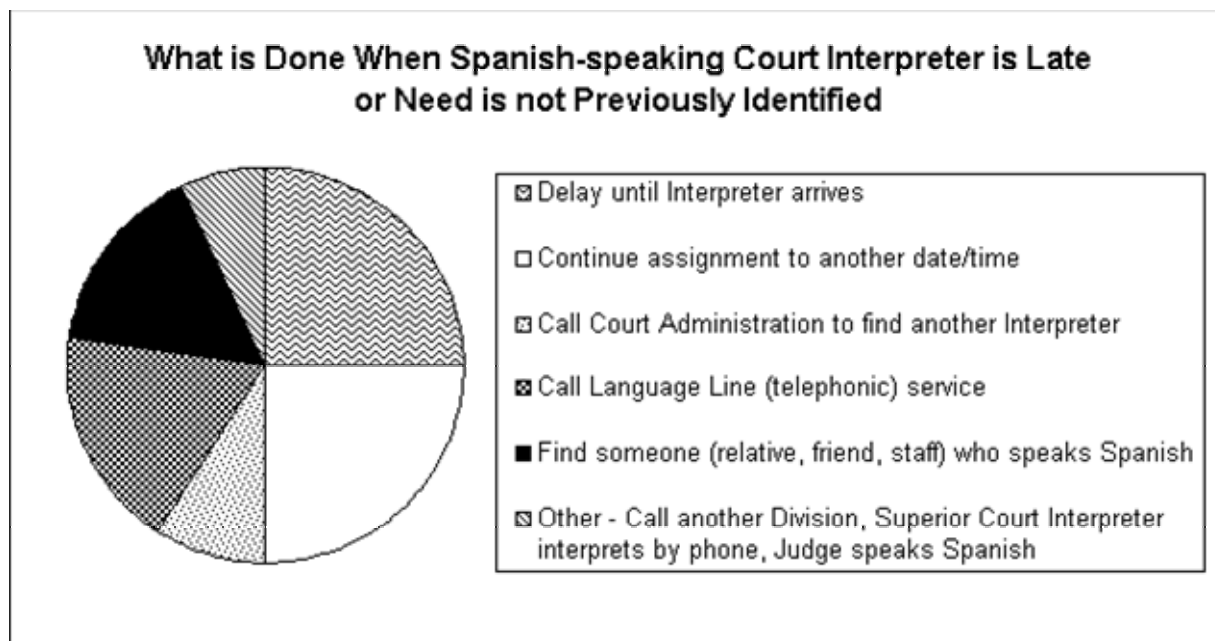 What is Done When Spanish-speaking Court Interpreter is Late
or Need is not Previously Identified
Delay until Interpreter arrives
Continue assignment to another date/time
Call Court Administration to find another Interpreter
Call Language Line (telephonic) service
Find someone (relative, friend, staff) who speaks Spanish
Other - Call another Division, Superior Court Interpreter
interprets by phone, Judge speaks Spanish